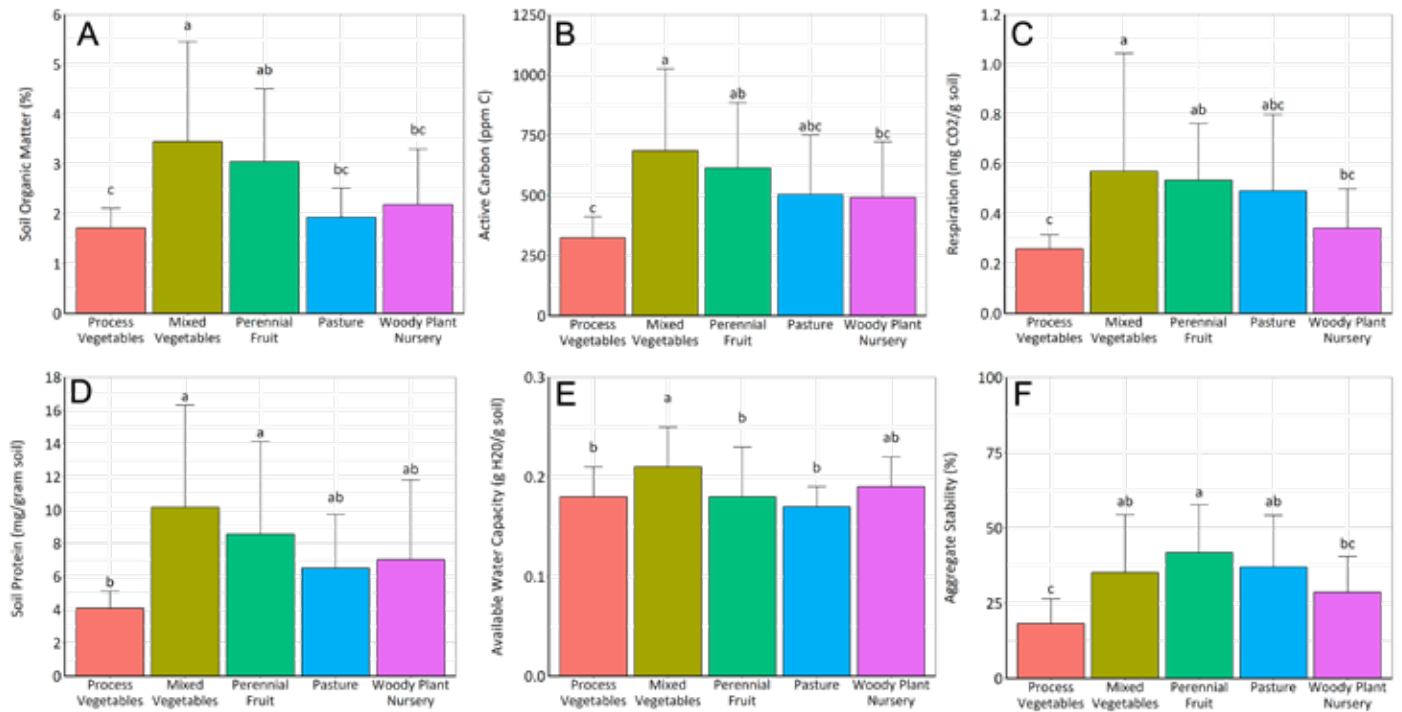 A
Soil Organic Matter (%)
6
5
4
3
2
1
0
c
a
ab
bc
bc
Process Vegetables
Mixed Vegetables
Perennial Fruit
Pasture
Woody Plant Nursery
B
Active Carbon (ppm C)
1250
1000
750
500
250
0
c
a
ab
abc
bc
Process Vegetables
Mixed Vegetables
Perennial Fruit
Pasture
Woody Plant Nursery
C
Respiration (mg CO2/g soil)
1.2
1.0
0.8
0.6
0.4
0.2
0.0
c
a
ab
abc
bc
Process Vegetables
Mixed Vegetables
Perennial Fruit
Pasture
Woody Plant Nursery
D
Soil Protein (mg/gram soil)
18
16
14
12
10
8
6
4
2
0
b
a
a
ab
ab
Process Vegetables
Mixed Vegetables
Perennial Fruit
Pasture
Woody Plant Nursery
E
Available Water Capacity (g H20/g soil)
0.3
0.2
0.1
0.0
b
a
b
b
ab
Process Vegetables
Mixed Vegetables
Perennial Fruit
Pasture
Woody Plant Nursery
F
Aggregate Stability (%)
100
75
50
25
0
c
ab
a
ab
bc
Process Vegetables
Mixed Vegetables
Perennial Fruit
Pasture
Woody Plant Nursery